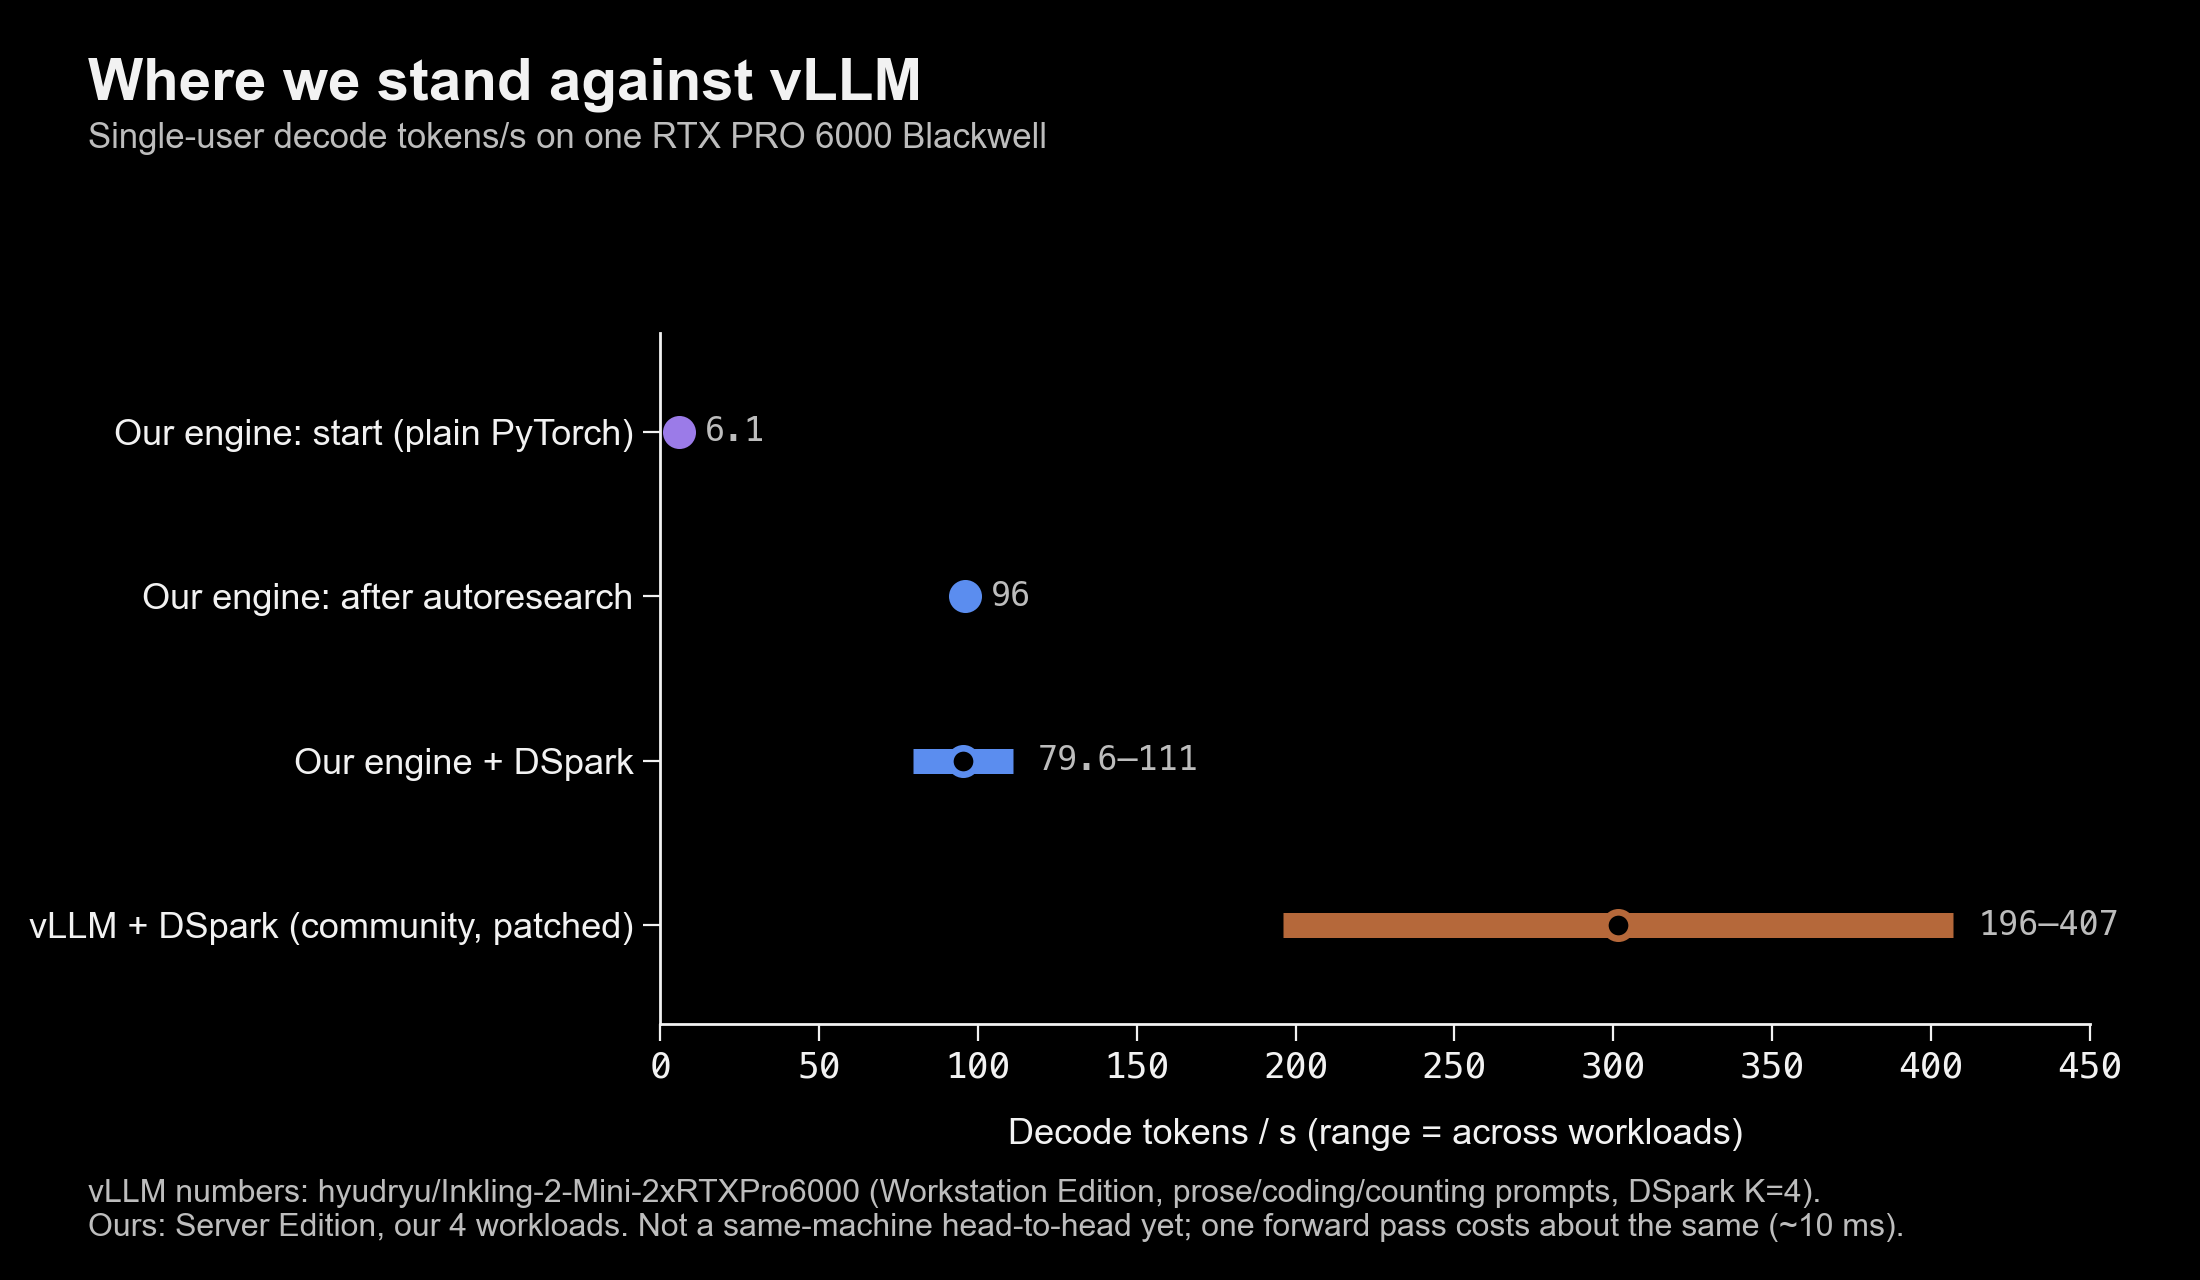 Where we stand against vLLM
Single-user decode tokens/s on one RTX PRO 6000 Blackwell
Our engine: start (plain PyTorch)
6.1
Our engine: after autoresearch
96
Our engine + DSpark
79.6–111
vLLM + DSpark (community, patched)
196–407
0 50 100 150 200 250 300 350 400 450
Decode tokens / s (range = across workloads)
vLLM numbers: hyudryu/Inkling-2-Mini-2xRTXPro6000 (Workstation Edition, prose/coding/counting prompts, DSpark K=4).
Ours: Server Edition, our 4 workloads. Not a same-machine head-to-head yet; one forward pass costs about the same (~10 ms).